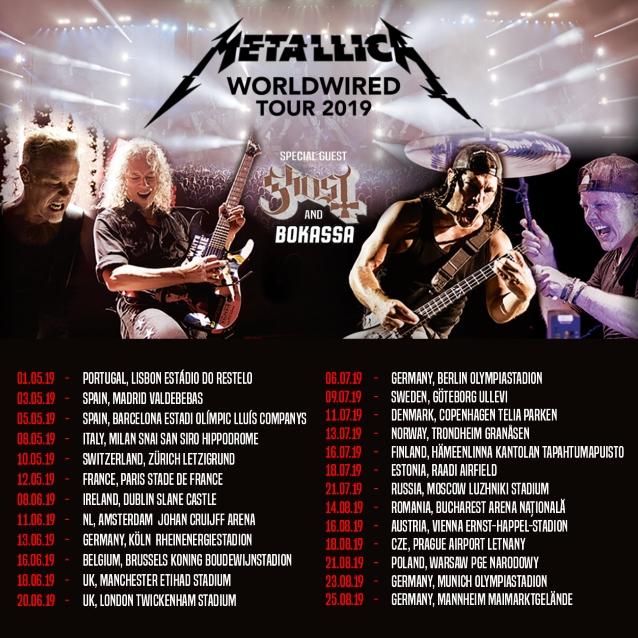 METALLICA
WORLDWIRED
TOUR 2019
SPECIAL GUEST
Ghost
AND
BOKASSA
01.05.19 - PORTUGAL, LISBON ESTÁDIO DO RESTELO
03.05.19 - SPAIN, MADRID VALDEBEBAS
05.05.19 - SPAIN, BARCELONA ESTADI OLÍMPIC LLUÍS COMPANYS
08.05.19 - ITALY, MILAN SNAI SAN SIRO HIPPODROME
10.05.19 - SWITZERLAND, ZÜRICH LETZIGRUND
12.05.19 - FRANCE, PARIS STADE DE FRANCE
08.06.19 - IRELAND, DUBLIN SLANE CASTLE
11.06.19 - NL, AMSTERDAM JOHAN CRUIJFF ARENA
13.06.19 - GERMANY, KÖLN RHEINENERGIESTADION
16.06.19 - BELGIUM, BRUSSELS KONING BOUDEWIJNSTADION
18.06.19 - UK, MANCHESTER ETIHAD STADIUM
20.06.19 - UK, LONDON TWICKENHAM STADIUM
06.07.19 - GERMANY, BERLIN OLYMPIASTADION
09.07.19 - SWEDEN, GÖTEBORG ULLEVI
11.07.19 - DENMARK, COPENHAGEN TELIA PARKEN
13.07.19 - NORWAY, TRONDHEIM GRANÅSEN
16.07.19 - FINLAND, HÄMEENLINNA KANTOLAN TAPAHTUMAPUISTO
18.07.19 - ESTONIA, RAADI AIRFIELD
21.07.19 - RUSSIA, MOSCOW LUZHNIKI STADIUM
14.08.19 - ROMANIA, BUCHAREST ARENA NAȚIONALĂ
16.08.19 - AUSTRIA, VIENNA ERNST-HAPPEL-STADION
18.08.19 - CZE, PRAGUE AIRPORT LETNANY
21.08.19 - POLAND, WARSAW PGE NARODOWY
23.08.19 - GERMANY, MUNICH OLYMPIASTADION
25.08.19 - GERMANY, MANNHEIM MAIMARKTGELÄNDE